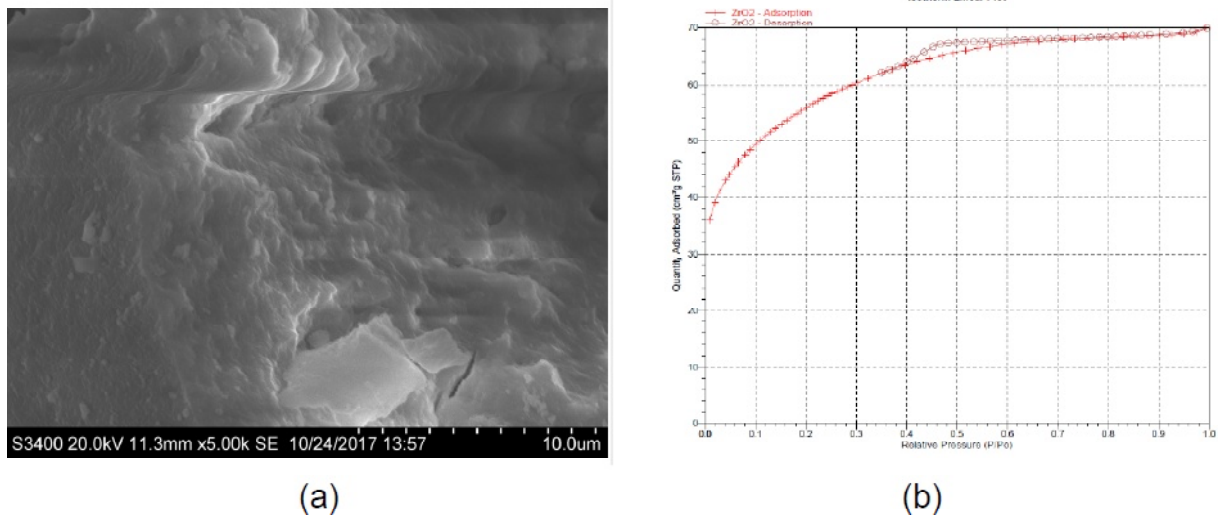 S3400 20.0kV 11.3mm x5.00k SE 10/24/2017 13:57 10.0um
(a)
ZrO2 - Adsorption
ZrO2 - Desorption
70
60
50
40
30
20
10
0
Quantity Adsorbed (cm³/g STP)
0.0 0.1 0.2 0.3 0.4 0.5 0.6 0.7 0.8 0.9 1.0
Relative Pressure (P/Po)
(b)